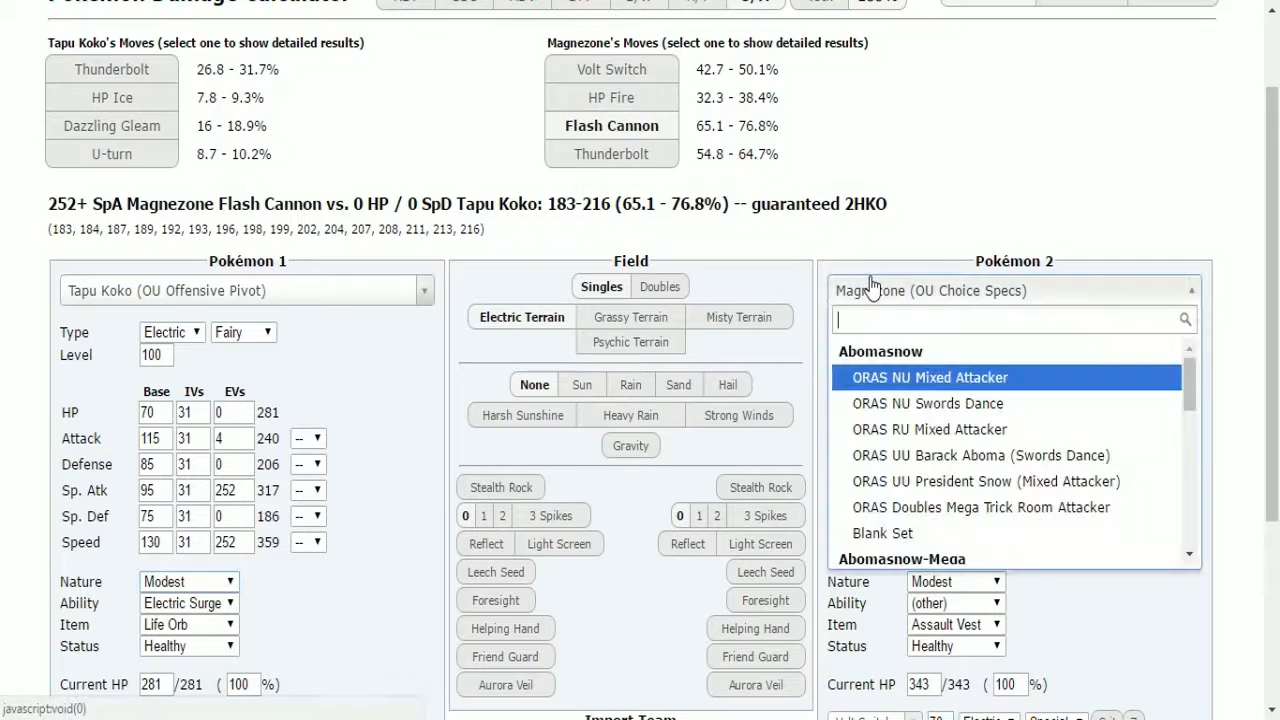 Tapu Koko's Moves (select one to show detailed results)
Thunderbolt 26.8 - 31.7%
HP Ice 7.8 - 9.3%
Dazzling Gleam 16 - 18.9%
U-turn 8.7 - 10.2%
Magnezone's Moves (select one to show detailed results)
Volt Switch 42.7 - 50.1%
HP Fire 32.3 - 38.4%
Flash Cannon 65.1 - 76.8%
Thunderbolt 54.8 - 64.7%
252+ SpA Magnezone Flash Cannon vs. 0 HP / 0 SpD Tapu Koko: 183-216 (65.1 - 76.8%) -- guaranteed 2HKO
(183, 184, 187, 189, 192, 193, 196, 198, 199, 202, 204, 207, 208, 211, 213, 216)
Pokémon 1
Tapu Koko (OU Offensive Pivot)
Type Electric Fairy
Level 100
Base IVs EVs
HP 70 31 0 281
Attack 115 31 4 240 --
Defense 85 31 0 206 --
Sp. Atk 95 31 252 317 --
Sp. Def 75 31 0 186 --
Speed 130 31 252 359 --
Nature Modest
Ability Electric Surge
Item Life Orb
Status Healthy
Current HP 281 /281 ( 100 %)
Field
Singles Doubles
Electric Terrain Grassy Terrain Misty Terrain
Psychic Terrain
None Sun Rain Sand Hail
Harsh Sunshine Heavy Rain Strong Winds
Gravity
Stealth Rock Stealth Rock
0 1 2 3 Spikes 0 1 2 3 Spikes
Reflect Light Screen Reflect Light Screen
Leech Seed Leech Seed
Foresight Foresight
Helping Hand Helping Hand
Friend Guard Friend Guard
Aurora Veil Aurora Veil
Pokémon 2
(OU Choice Specs)
Abomasnow
ORAS NU Mixed Attacker
ORAS NU Swords Dance
ORAS RU Mixed Attacker
ORAS UU Barack Aboma (Swords Dance)
ORAS UU President Snow (Mixed Attacker)
ORAS Doubles Mega Trick Room Attacker
Blank Set
Abomasnow-Mega
Nature Modest
Ability (other)
Item Assault Vest
Status Healthy
Current HP 343 /343 ( 100 %)
javascript:void(0)